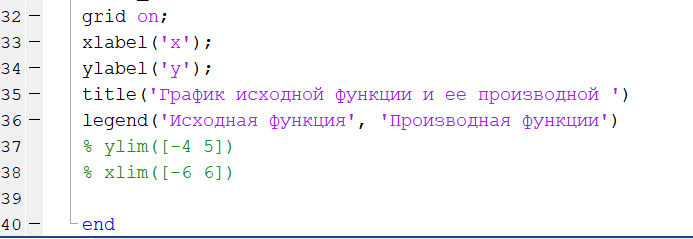 32 – grid on;
33 – xlabel('x');
34 – ylabel('y');
35 – title('График исходной функции и ее производной ')
36 – legend('Исходная функция', 'Производная функции')
37 % ylim([-4 5])
38 % xlim([-6 6])
39
40 – end